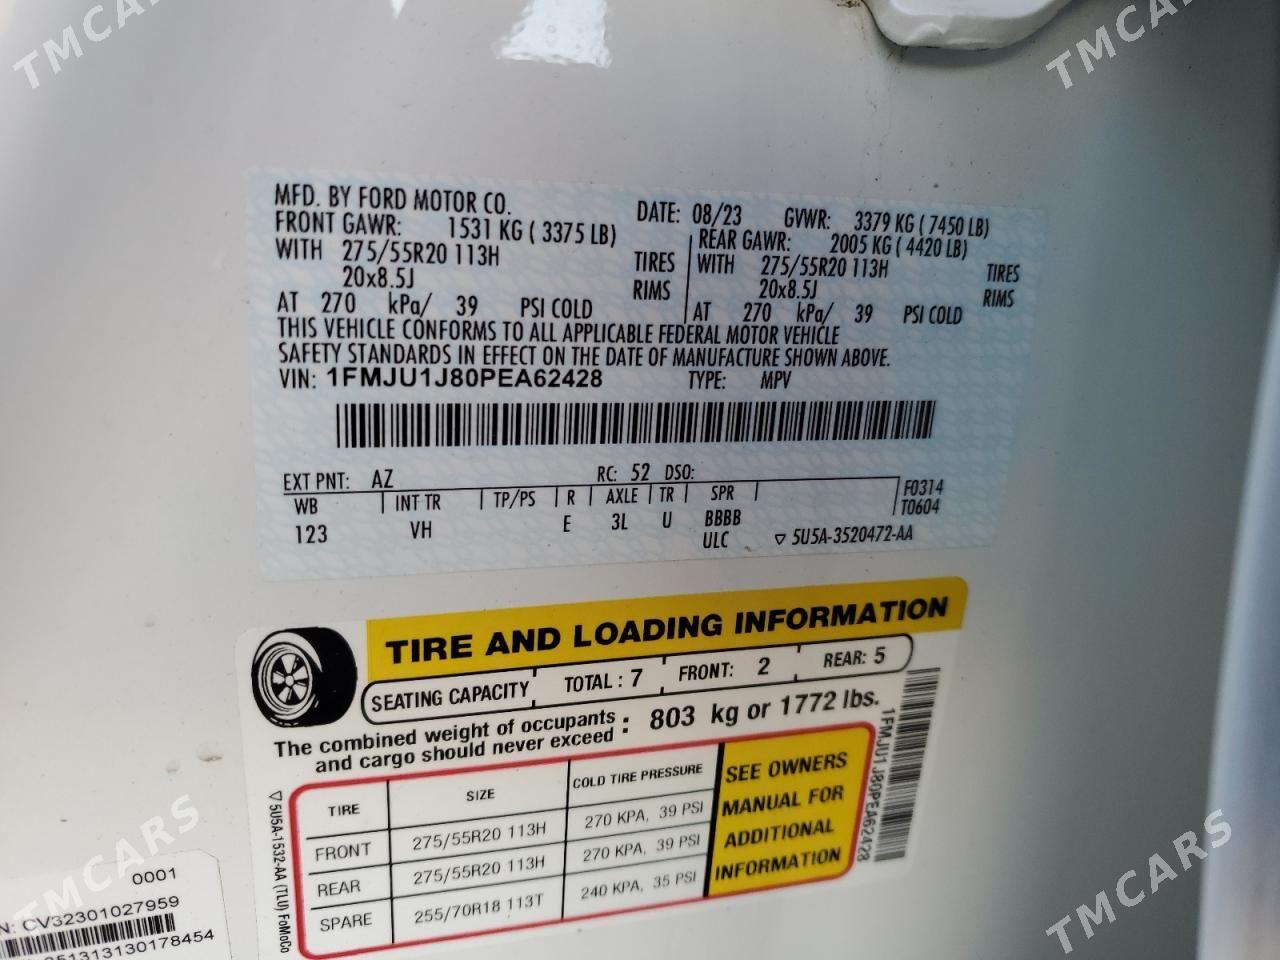 TMCARS
TMCARS
MFD. BY FORD MOTOR CO.
DATE: 08/23 GVWR: 3379 KG ( 7450 LB)
FRONT GAWR: 1531 KG ( 3375 LB)
REAR GAWR: 2005 KG ( 4420 LB)
WITH 275/55R20 113H TIRES
WITH 275/55R20 113H TIRES
20x8.5J RIMS
20x8.5J RIMS
AT 270 kPa/ 39 PSI COLD
AT 270 kPa/ 39 PSI COLD
THIS VEHICLE CONFORMS TO ALL APPLICABLE FEDERAL MOTOR VEHICLE
SAFETY STANDARDS IN EFFECT ON THE DATE OF MANUFACTURE SHOWN ABOVE.
VIN: 1FMJU1J80PEA62428 TYPE: MPV
EXT PNT: AZ RC: 52 DSO:
WB INT TR TP/PS R AXLE TR SPR F0314
123 VH E 3L U BBBB T0604
ULC ▽ 5U5A-3520472-AA
TIRE AND LOADING INFORMATION
SEATING CAPACITY TOTAL : 7 FRONT: 2 REAR: 5
The combined weight of occupants
and cargo should never exceed : 803 kg or 1772 lbs.
TIRE SIZE COLD TIRE PRESSURE
FRONT 275/55R20 113H 270 KPA, 39 PSI
REAR 275/55R20 113H 270 KPA, 39 PSI
SPARE 255/70R18 113T 240 KPA, 35 PSI
SEE OWNERS
MANUAL FOR
ADDITIONAL
INFORMATION
1FMJU1J80PEA62428
▽ 5U5A-1532-AA (TLU) FoMoCo
0001
N: CV32301027959
51313130178454
TMCARS
TMCARS